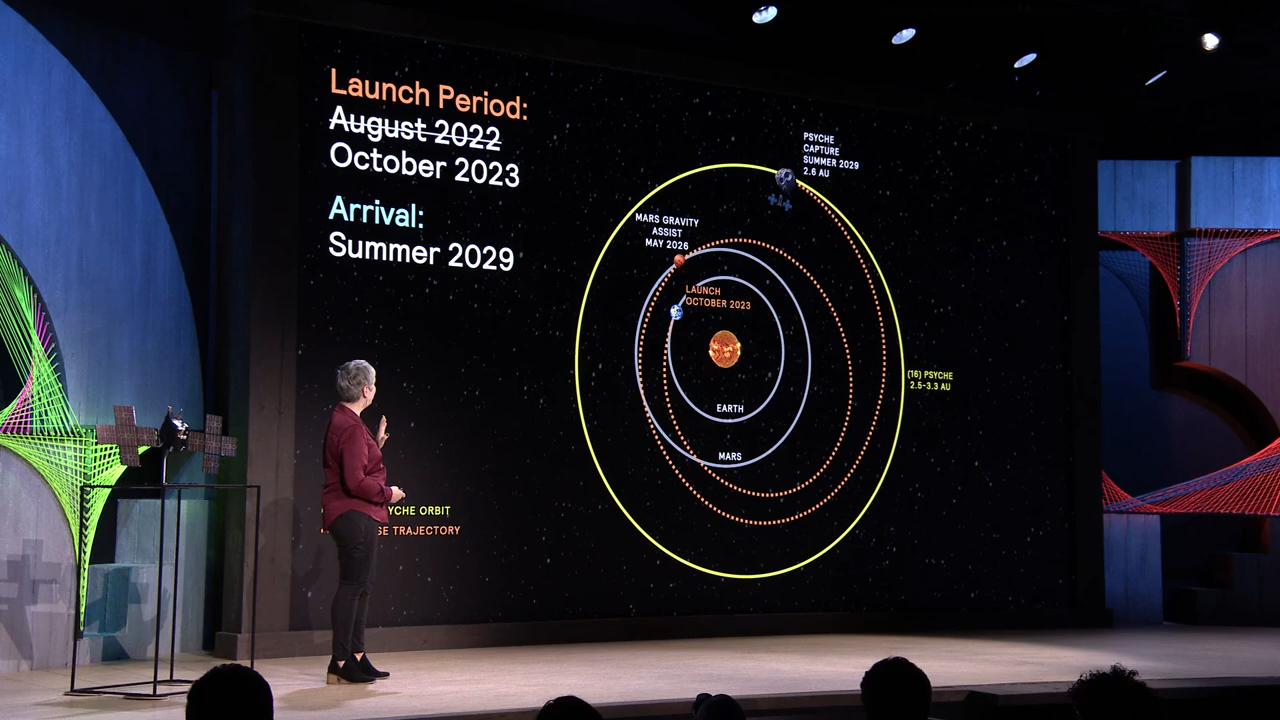 Launch Period:
August 2022
October 2023
Arrival:
Summer 2029
PSYCHE
CAPTURE
SUMMER 2029
2.6 AU
MARS GRAVITY
ASSIST
MAY 2026
LAUNCH
OCTOBER 2023
(16) PSYCHE
2.5-3.3 AU
EARTH
MARS
YCHE ORBIT
SE TRAJECTORY